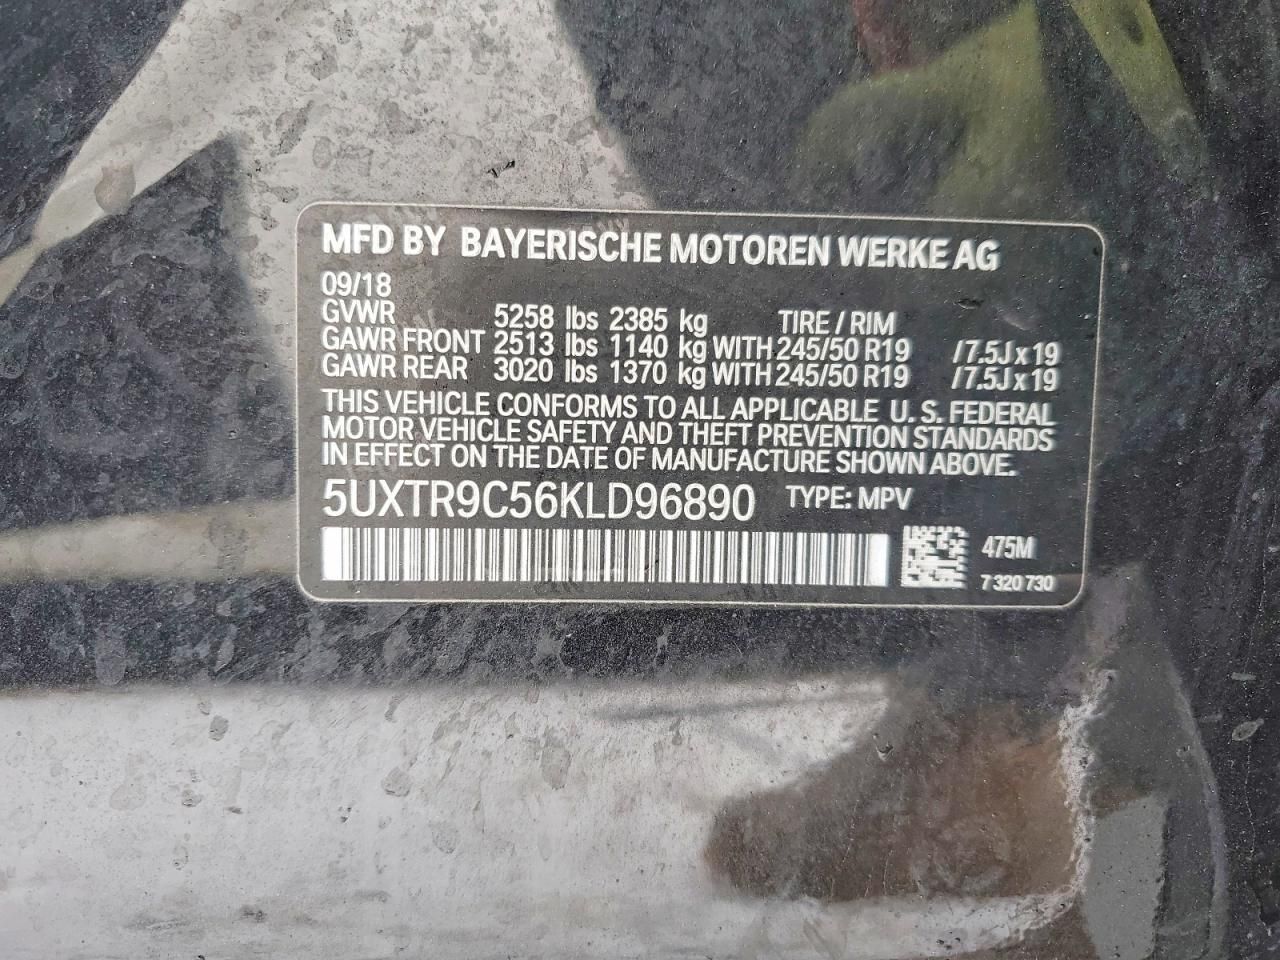 MFD BY BAYERISCHE MOTOREN WERKE AG
09/18
GVWR 5258 lbs 2385 kg TIRE / RIM
GAWR FRONT 2513 lbs 1140 kg WITH 245/50 R19 /7.5J x 19
GAWR REAR 3020 lbs 1370 kg WITH 245/50 R19 /7.5J x 19
THIS VEHICLE CONFORMS TO ALL APPLICABLE U. S. FEDERAL
MOTOR VEHICLE SAFETY AND THEFT PREVENTION STANDARDS
IN EFFECT ON THE DATE OF MANUFACTURE SHOWN ABOVE.
5UXTR9C56KLD96890 TYPE: MPV
475M
7 320 730